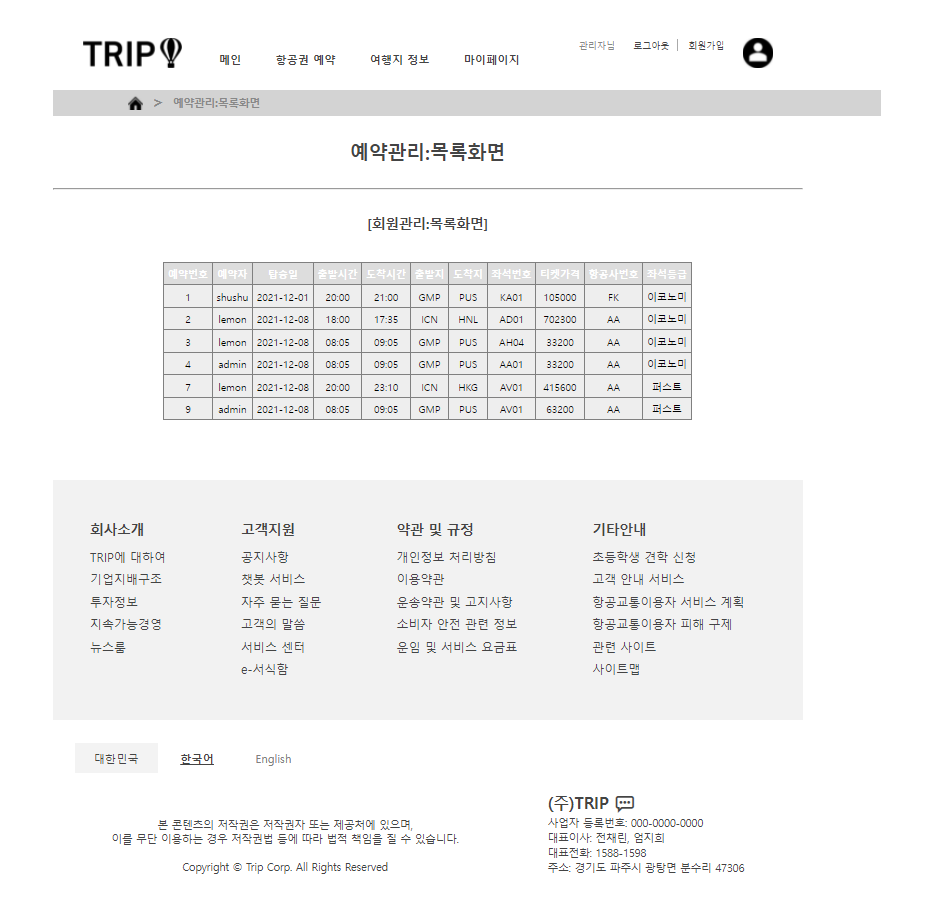 TRIP
메인 항공권 예약 여행지 정보 마이페이지
관리자님 로그아웃 | 회원가입
> 예약관리:목록화면
예약관리:목록화면
[회원관리:목록화면]
예약번호 예약자 탑승일 출발시간 도착시간 출발지 도착지 좌석번호 티켓가격 항공사번호 좌석등급
1 shushu 2021-12-01 20:00 21:00 GMP PUS KA01 105000 FK 이코노미
2 lemon 2021-12-08 18:00 17:35 ICN HNL AD01 702300 AA 이코노미
3 lemon 2021-12-08 08:05 09:05 GMP PUS AH04 33200 AA 이코노미
4 admin 2021-12-08 08:05 09:05 GMP PUS AA01 33200 AA 이코노미
7 lemon 2021-12-08 20:00 23:10 ICN HKG AV01 415600 AA 퍼스트
9 admin 2021-12-08 08:05 09:05 GMP PUS AV01 63200 AA 퍼스트
회사소개 고객지원 약관 및 규정 기타안내
TRIP에 대하여 공지사항 개인정보 처리방침 초등학생 견학 신청
기업지배구조 챗봇 서비스 이용약관 고객 안내 서비스
투자정보 자주 묻는 질문 운송약관 및 고지사항 항공교통이용자 서비스 계획
지속가능경영 고객의 말씀 소비자 안전 관련 정보 항공교통이용자 피해 구제
뉴스룸 서비스 센터 운임 및 서비스 요금표 관련 사이트
e-서식함 사이트맵
대한민국 한국어 English
본 콘텐츠의 저작권은 저작권자 또는 제공처에 있으며,
이를 무단 이용하는 경우 저작권법 등에 따라 법적 책임을 질 수 있습니다.
Copyright © Trip Corp. All Rights Reserved
(주)TRIP
사업자 등록번호: 000-0000-0000
대표이사: 전채린, 엄지희
대표전화: 1588-1598
주소: 경기도 파주시 광탄면 분수리 47306